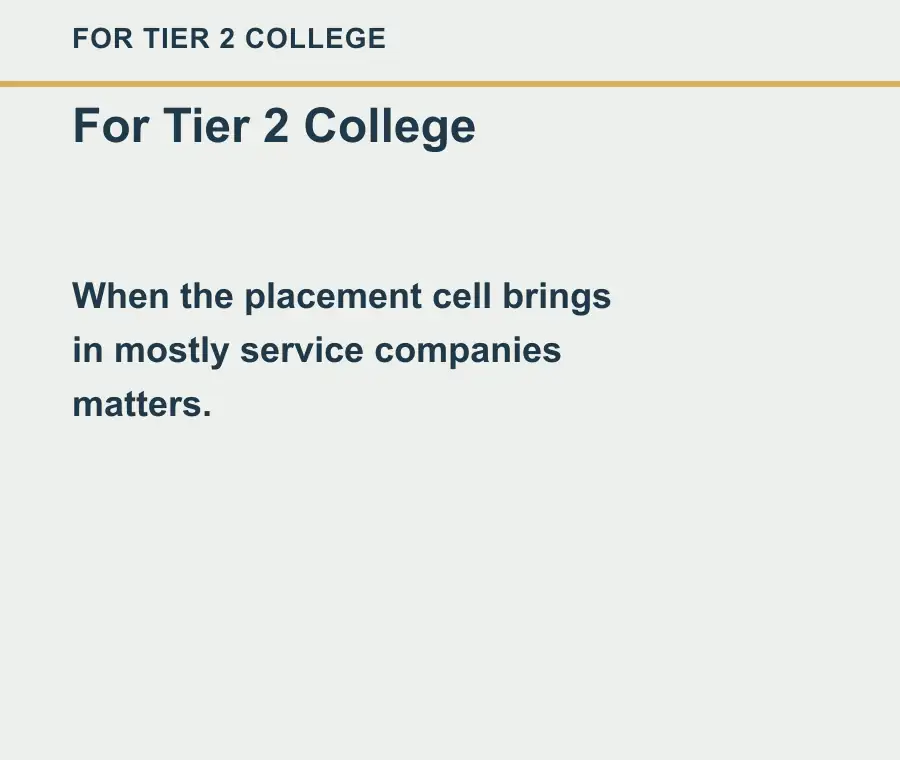 FOR TIER 2 COLLEGE
For Tier 2 College
When the placement cell brings
in mostly service companies
matters.